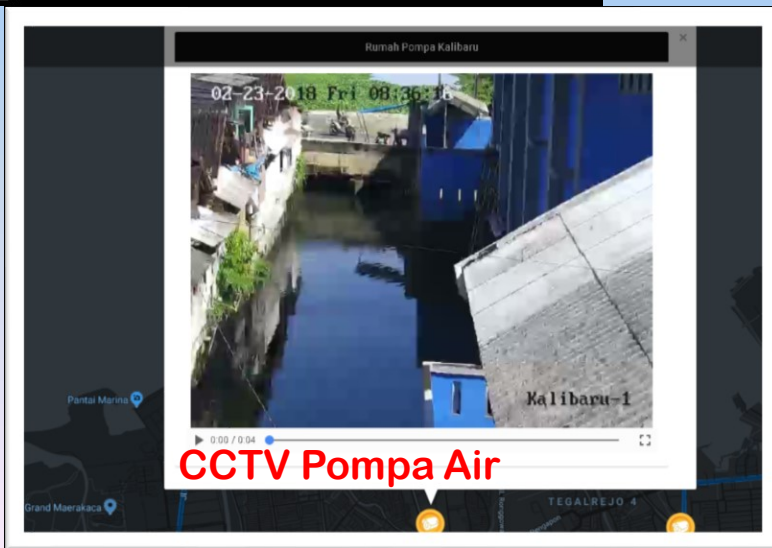 Rumah Pompa Kalibaru
×
02-23-2018 Fri 08:36:16
Kalibaru-1
0:00 / 0:04
CCTV Pompa Air
Pantai Marina
Grand Maerakaca
TEGALREJO 4